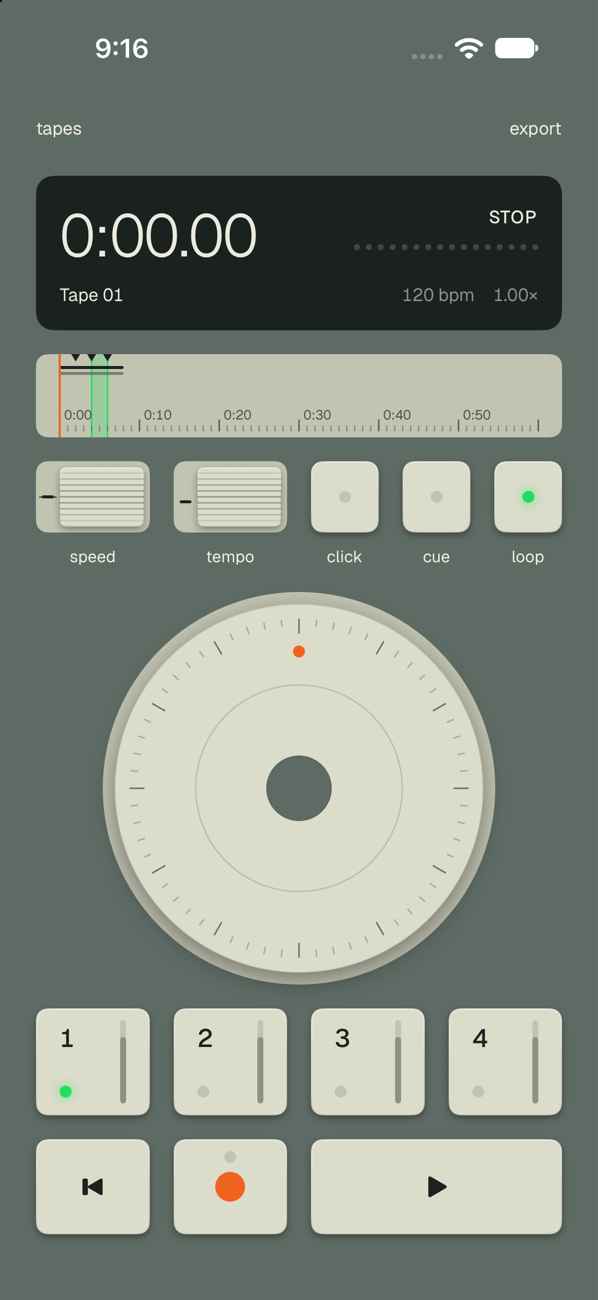 9:16
tapes export
0:00.00 STOP
Tape 01 120 bpm 1.00×
0:00 0:10 0:20 0:30 0:40 0:50
speed tempo click cue loop
1 2 3 4